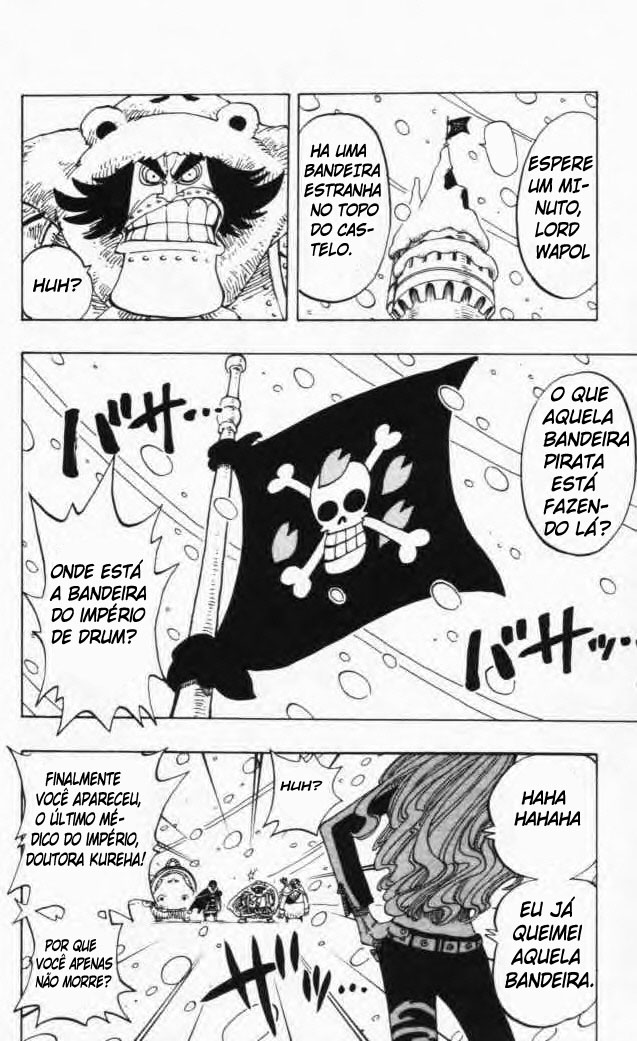 ESPERE
UM MI-
NUTO,
LORD
WAPOL
HA UMA
BANDEIRA
ESTRANHA
NO TOPO
DO CAS-
TELO.
HUH?
O QUE
AQUELA
BANDEIRA
PIRATA
ESTÁ
FAZEN-
DO LÁ?
バサッ…
バサ…
ONDE ESTÁ
A BANDEIRA
DO IMPÉRIO
DE DRUM?
HAHA
HAHAHA
EU JÁ
QUEIMEI
AQUELA
BANDEIRA.
HUH?
FINALMENTE
VOCÊ APARECEU,
O ÚLTIMO MÉ-
DICO DO IMPÉRIO,
DOUTORA KUREHA!
POR QUE
VOCÊ APENAS
NÃO MORRE?
ザッ…